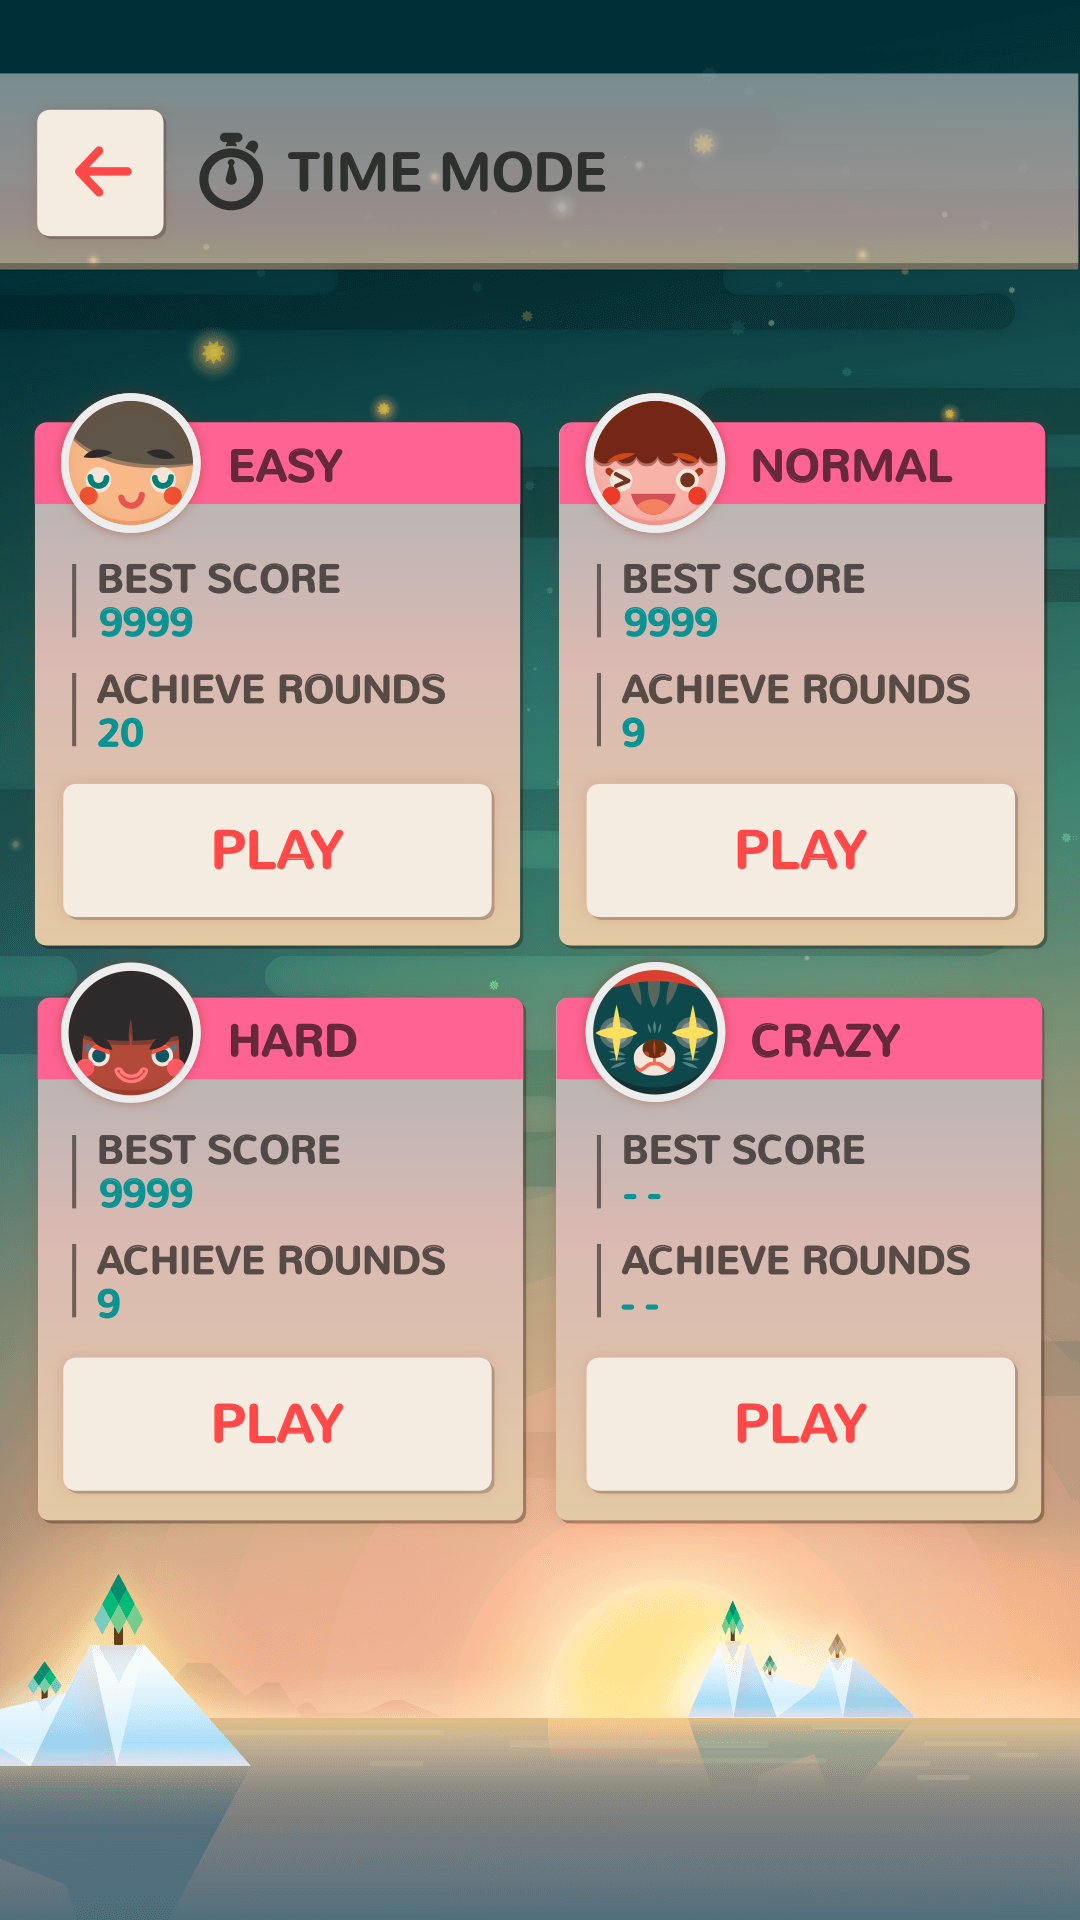 TIME MODE
EASY
BEST SCORE
9999
ACHIEVE ROUNDS
20
PLAY
NORMAL
BEST SCORE
9999
ACHIEVE ROUNDS
9
PLAY
HARD
BEST SCORE
9999
ACHIEVE ROUNDS
9
PLAY
CRAZY
BEST SCORE
- -
ACHIEVE ROUNDS
- -
PLAY